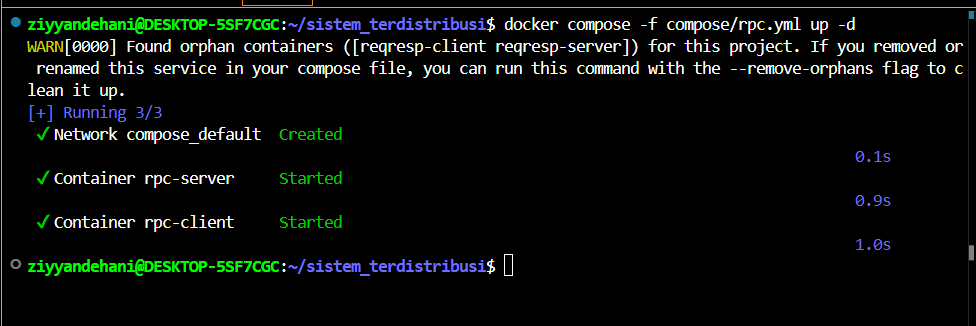 ziyyandehani@DESKTOP-5SF7CGC:~/sistem_terdistribusi$ docker compose -f compose/rpc.yml up -d
WARN[0000] Found orphan containers ([reqresp-client reqresp-server]) for this project. If you removed or
 renamed this service in your compose file, you can run this command with the --remove-orphans flag to c
lean it up.
[+] Running 3/3
✓ Network compose_default  Created
0.1s
✓ Container rpc-server     Started
0.9s
✓ Container rpc-client     Started
1.0s
ziyyandehani@DESKTOP-5SF7CGC:~/sistem_terdistribusi$